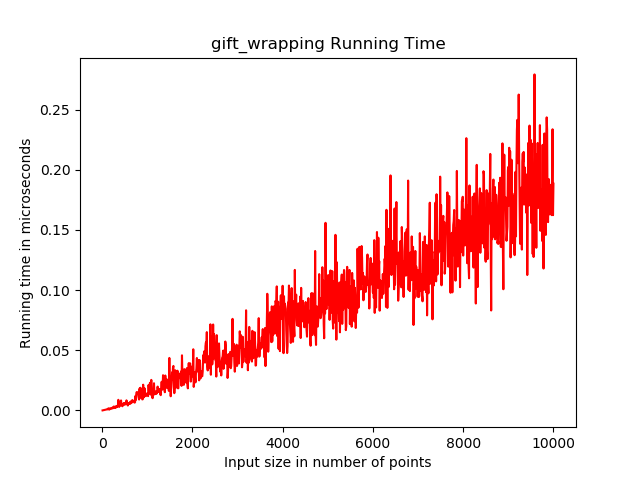 gift_wrapping Running Time
Running time in microseconds
0.25
0.20
0.15
0.10
0.05
0.00
0 2000 4000 6000 8000 10000
Input size in number of points